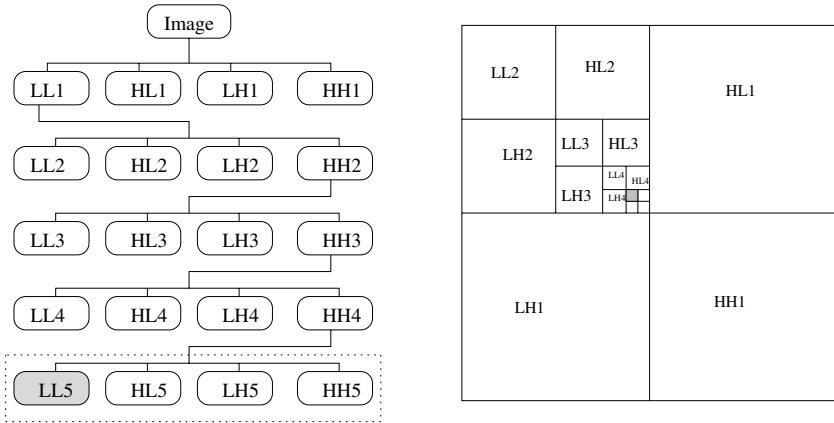 Image
LL1 HL1 LH1 HH1
LL2 HL2 LH2 HH2
LL3 HL3 LH3 HH3
LL4 HL4 LH4 HH4
LL5 HL5 LH5 HH5
LL2 HL2 HL1
LH2 LL3 HL3
LL4 HL4
LH3 LH4
LH1 HH1